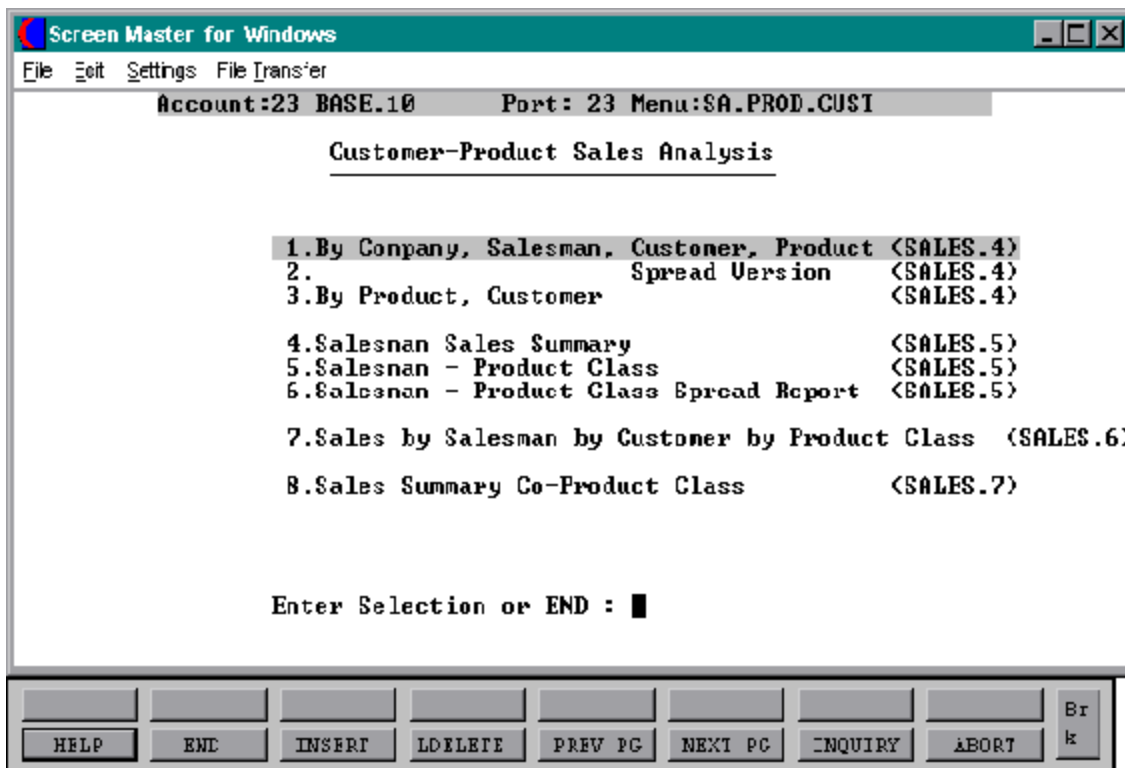 Screen Master for Windows
File Edit Settings File Transfer
Account:23 BASE.10 Port: 23 Menu:SA.PROD.CUST
Customer-Product Sales Analysis
1.By Company, Salesman, Customer, Product (SALES.4)
2. Spread Version (SALES.4)
3.By Product, Customer (SALES.4)
4.Salesman Sales Summary (SALES.5)
5.Salesman - Product Class (SALES.5)
6.Salesman - Product Class Spread Report (SALES.5)
7.Sales by Salesman by Customer by Product Class (SALES.6)
8.Sales Summary Co-Product Class (SALES.7)
Enter Selection or END :
HELP END INSERT LDELETE PREV PG NEXT PG INQUIRY ABORT Br k